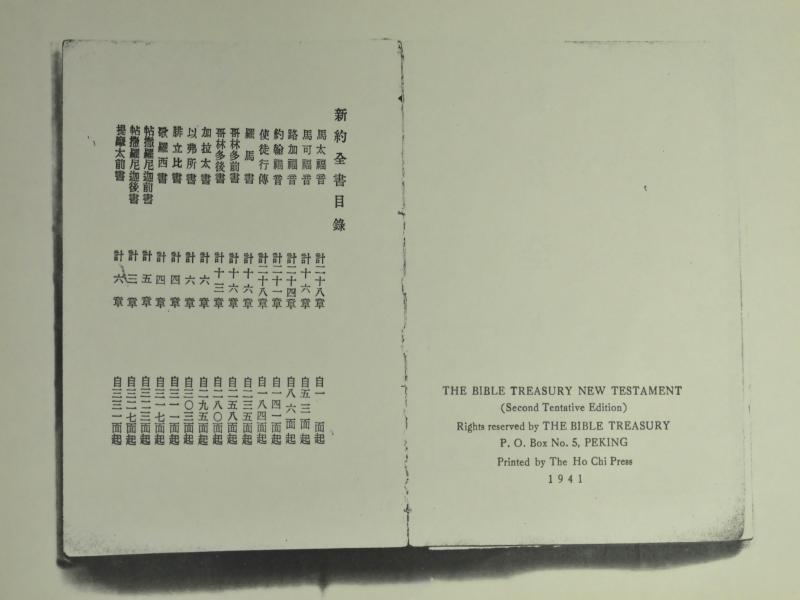 新約全書目錄
馬太福音 計二十八章 自一面起
馬可福音 計十六章 自五三面起
路加福音 計二十四章 自八六面起
約翰福音 計二十一章 自一四一面起
使徒行傳 計二十八章 自一八四面起
羅馬書 計十六章 自二三五面起
哥林多前書 計十六章 自二五八面起
哥林多後書 計十三章 自二八〇面起
加拉太書 計六章 自二九五面起
以弗所書 計六章 自三〇三面起
腓立比書 計四章 自三一一面起
歌羅西書 計四章 自三一七面起
帖撒羅尼迦前書 計五章 自三二三面起
帖撒羅尼迦後書 計三章 自三二七面起
提摩太前書 計六章 自三三一面起
THE BIBLE TREASURY NEW TESTAMENT
(Second Tentative Edition)
Rights reserved by THE BIBLE TREASURY
P. O. Box No. 5, PEKING
Printed by The Ho Chi Press
1941